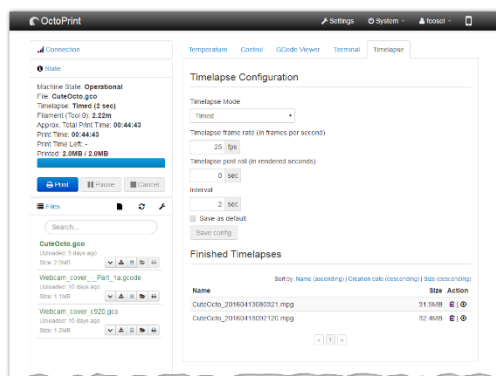 OctoPrint
Settings
System
foosel
Connection
State
Machine State: Operational
File: CuteOcto.gco
Timelapse: Timed (2 sec)
Filament (Tool 0): 2.22m
Approx. Total Print Time: 00:44:43
Print Time: 00:44:43
Print Time Left: -
Printed: 2.0MB / 2.0MB
Print
Pause
Cancel
Files
Search...
CuteOcto.gco
Uploaded: 5 days ago
Size: 2.0MB
Webcam_cover_-_Part_1a.gcode
Uploaded: 10 days ago
Size: 1.1MB
Webcam_cover_c920.gco
Uploaded: 10 days ago
Size: 1.2MB
Temperature
Control
GCode Viewer
Terminal
Timelapse
Timelapse Configuration
Timelapse Mode
Timed
Timelapse frame rate (in frames per second)
25 fps
Timelapse post roll (in rendered seconds)
0 sec
Interval
2 sec
Save as default
Save config
Finished Timelapses
Sort by: Name (ascending) | Creation date (descending) | Size (descending)
Name Size Action
CuteOcto_20160413083321.mpg 31.9MB |
CuteOcto_20160418092120.mpg 32.4MB |
« 1 »